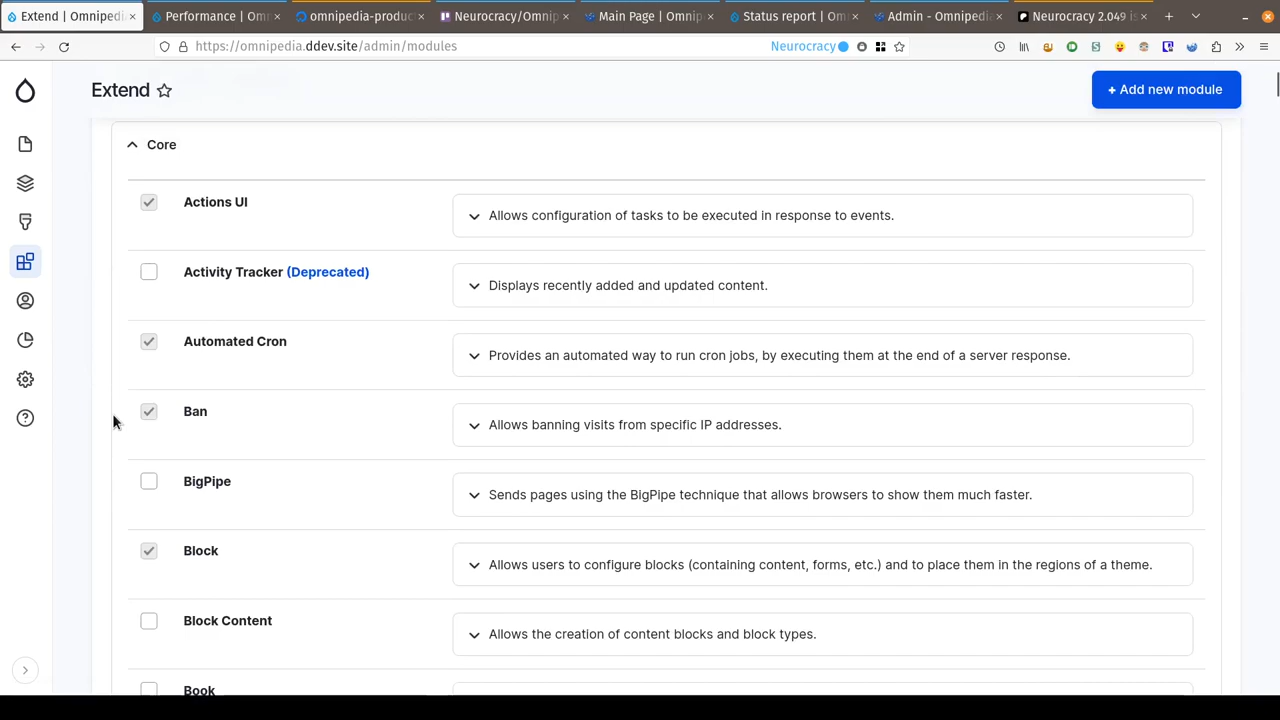 Extend | Omnipedia
Performance | Omn
omnipedia-produc
Neurocracy/Omnip
Main Page | Omnip
Status report | Omn
Admin - Omnipedia
Neurocracy 2.049 is
https://omnipedia.ddev.site/admin/modules
Neurocracy
Extend
+ Add new module
Core
Actions UI
Allows configuration of tasks to be executed in response to events.
Activity Tracker (Deprecated)
Displays recently added and updated content.
Automated Cron
Provides an automated way to run cron jobs, by executing them at the end of a server response.
Ban
Allows banning visits from specific IP addresses.
BigPipe
Sends pages using the BigPipe technique that allows browsers to show them much faster.
Block
Allows users to configure blocks (containing content, forms, etc.) and to place them in the regions of a theme.
Block Content
Allows the creation of content blocks and block types.
Book